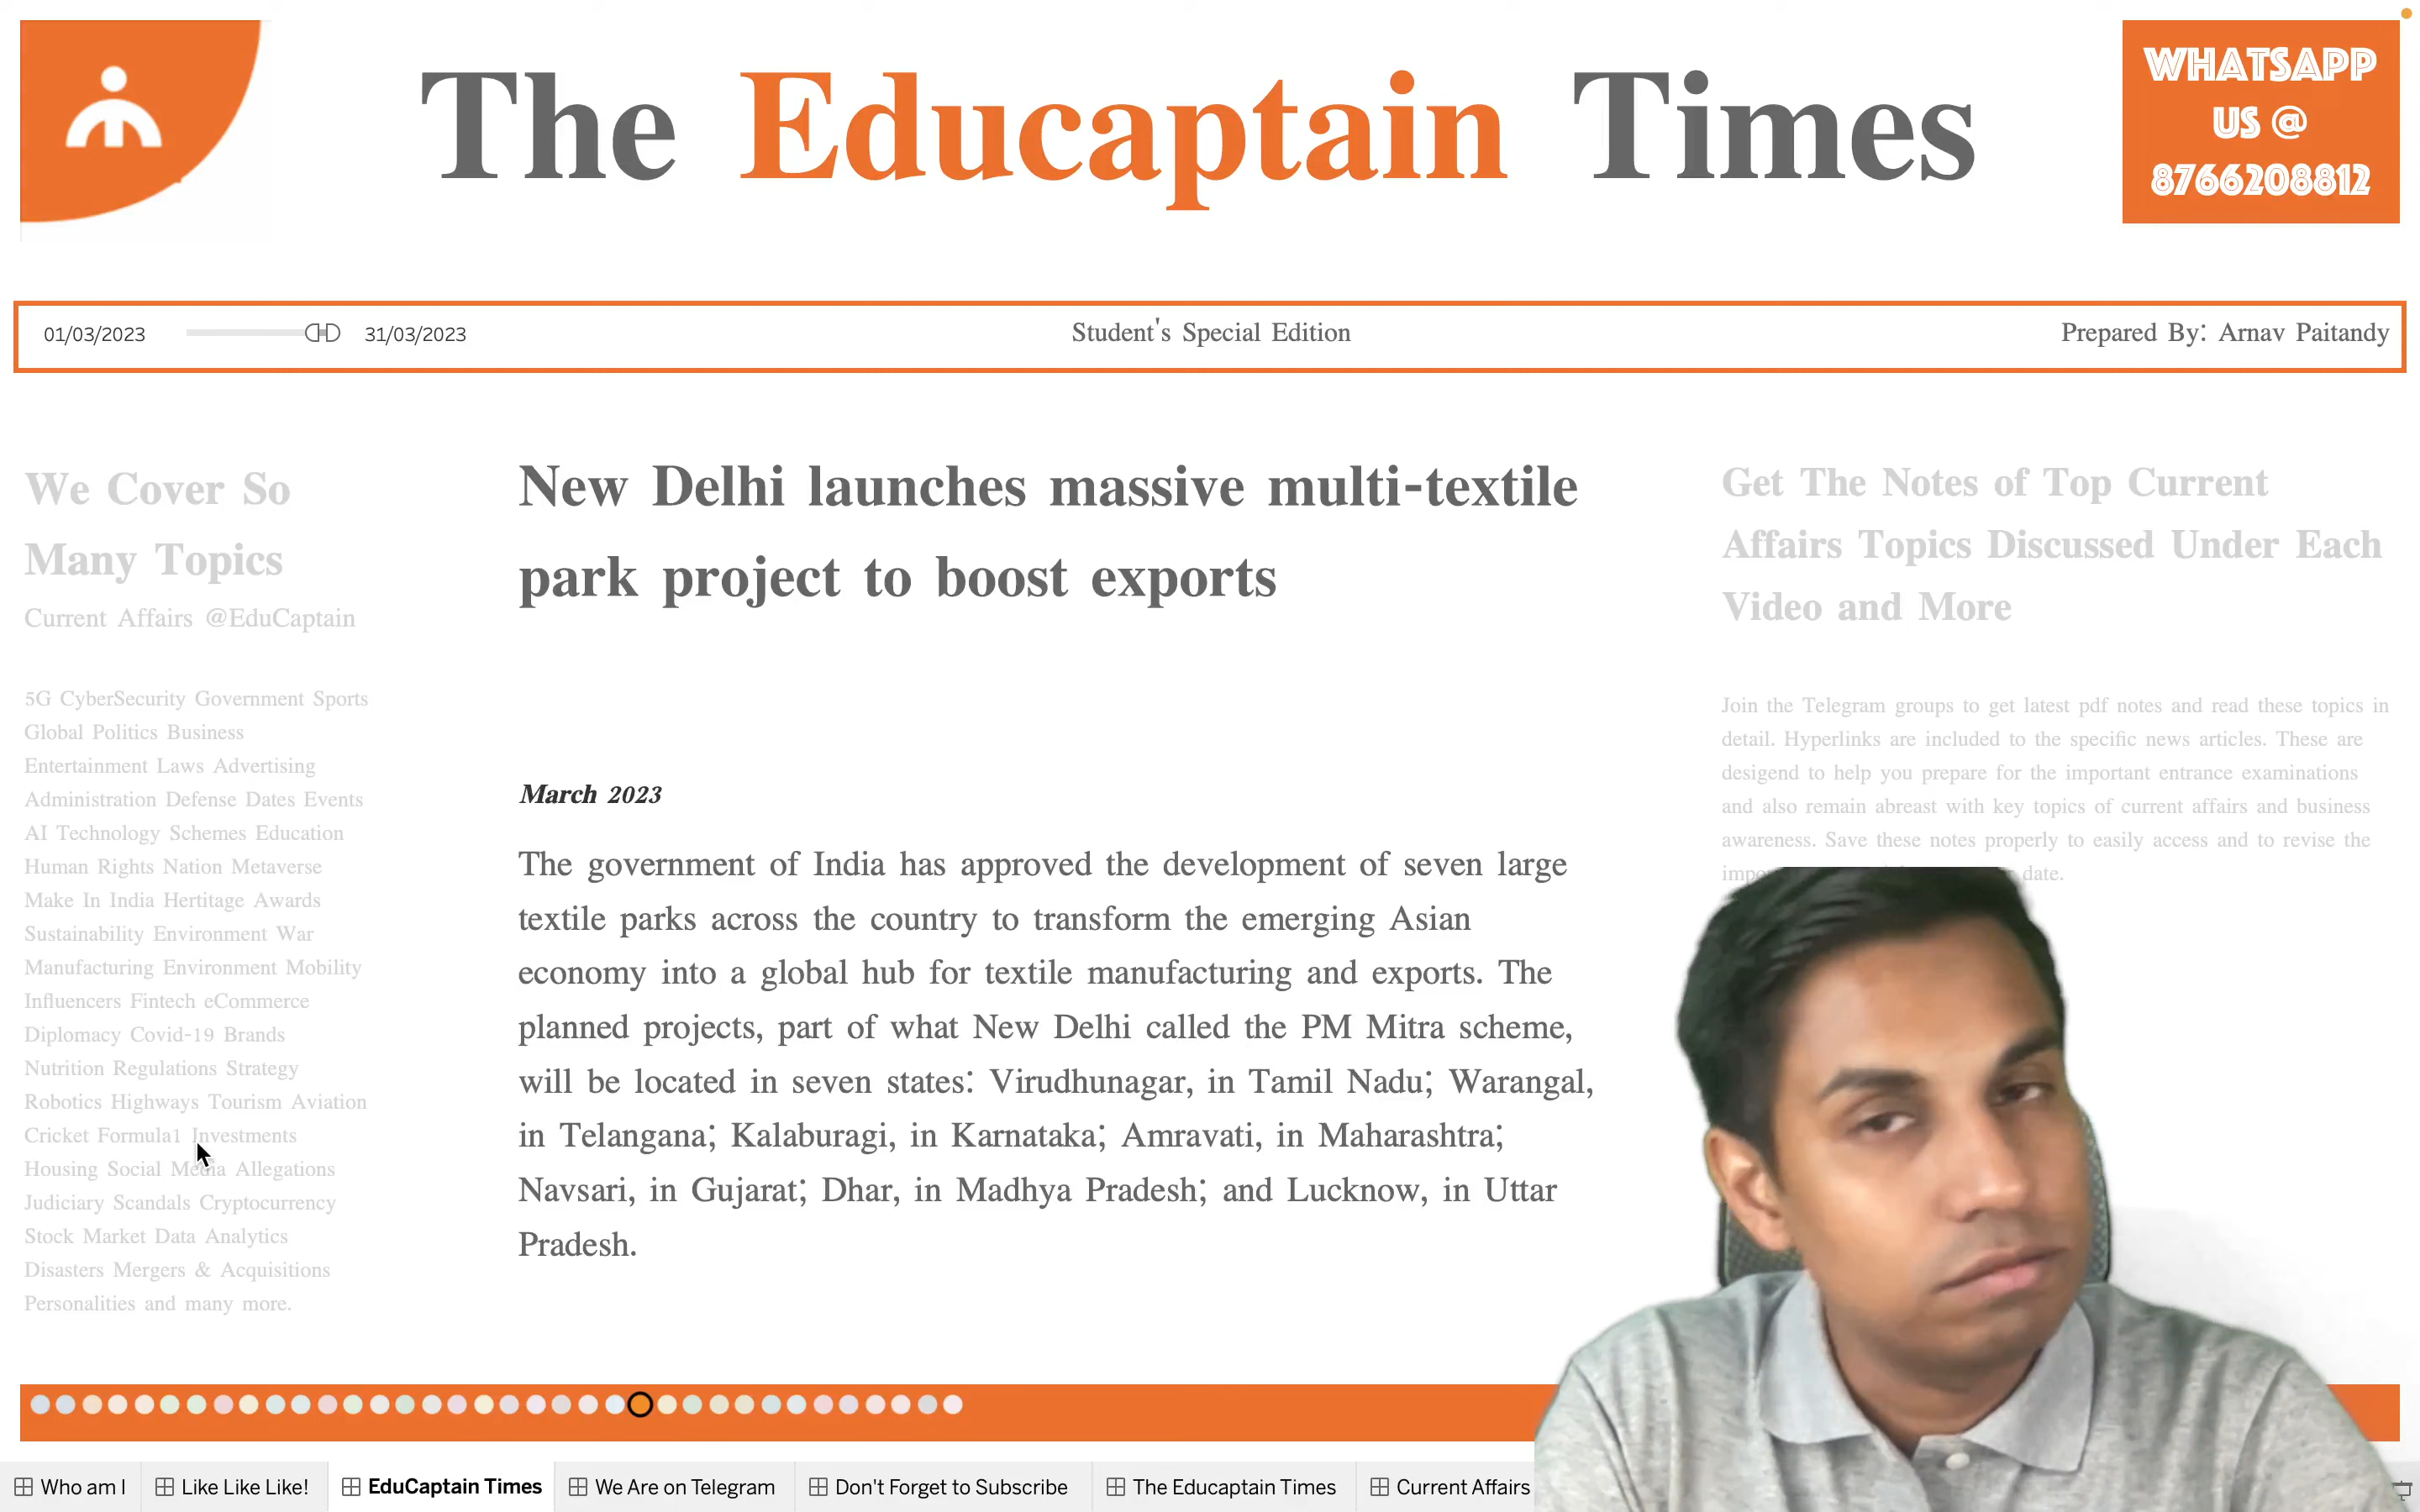 The Educaptain Times
WHATSAPP
US @
8766208812
01/03/2023
31/03/2023
Student's Special Edition
Prepared By: Arnav Paitandy
We Cover So
Many Topics
Current Affairs @EduCaptain
5G CyberSecurity Government Sports
Global Politics Business
Entertainment Laws Advertising
Administration Defense Dates Events
AI Technology Schemes Education
Human Rights Nation Metaverse
Make In India Hertitage Awards
Sustainability Environment War
Manufacturing Environment Mobility
Influencers Fintech eCommerce
Diplomacy Covid-19 Brands
Nutrition Regulations Strategy
Robotics Highways Tourism Aviation
Cricket Formula1 Investments
Housing Social Media Allegations
Judiciary Scandals Cryptocurrency
Stock Market Data Analytics
Disasters Mergers & Acquisitions
Personalities and many more.
New Delhi launches massive multi-textile
park project to boost exports
March 2023
The government of India has approved the development of seven large
textile parks across the country to transform the emerging Asian
economy into a global hub for textile manufacturing and exports. The
planned projects, part of what New Delhi called the PM Mitra scheme,
will be located in seven states: Virudhunagar, in Tamil Nadu; Warangal,
in Telangana; Kalaburagi, in Karnataka; Amravati, in Maharashtra;
Navsari, in Gujarat; Dhar, in Madhya Pradesh; and Lucknow, in Uttar
Pradesh.
Get The Notes of Top Current
Affairs Topics Discussed Under Each
Video and More
Join the Telegram groups to get latest pdf notes and read these topics in
detail. Hyperlinks are included to the specific news articles. These are
desigend to help you prepare for the important entrance examinations
and also remain abreast with key topics of current affairs and business
awareness. Save these notes properly to easily access and to revise the
date.
Who am I
Like Like Like!
EduCaptain Times
We Are on Telegram
Don't Forget to Subscribe
The Educaptain Times
Current Affairs